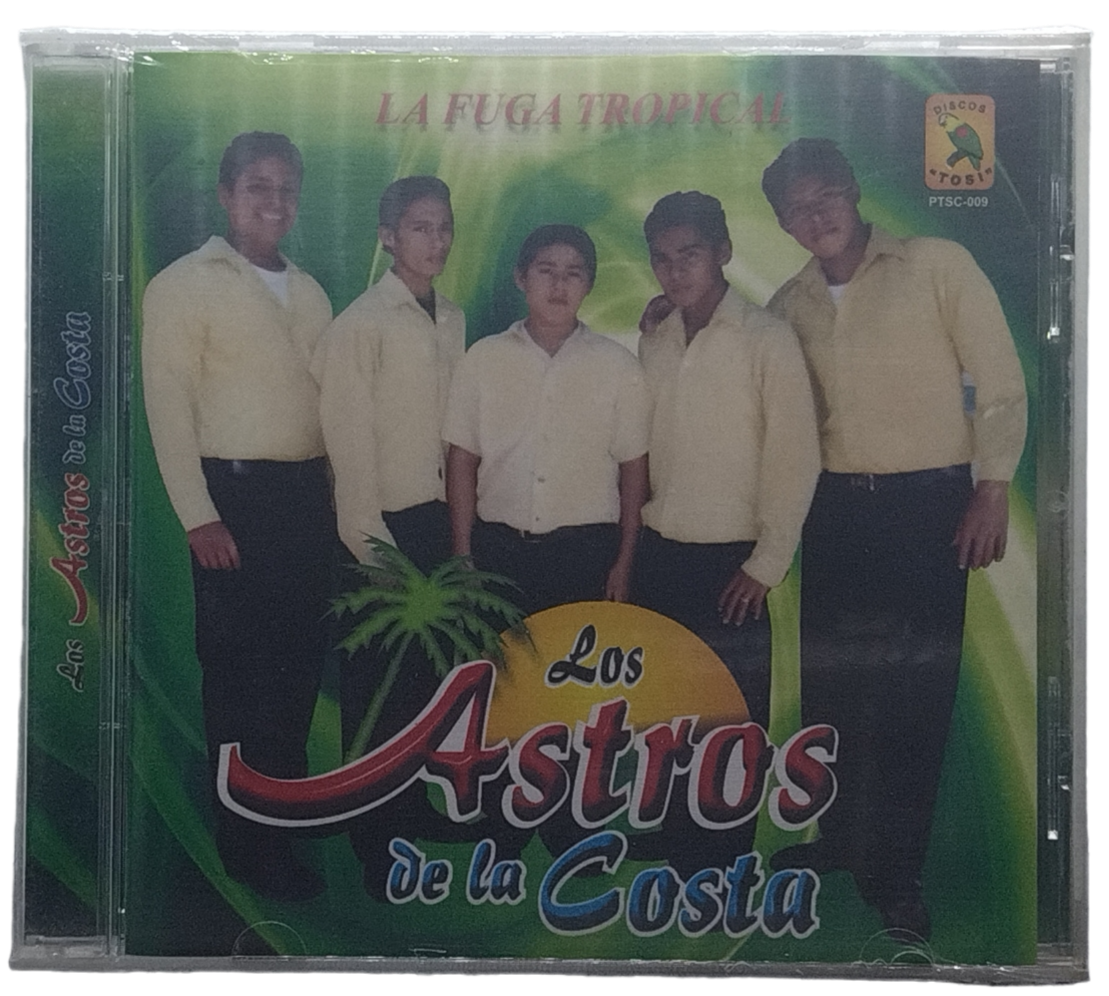 LA FUGA TROPICAL
DISCOS
"TOSI"
PTSC-009
Los
Astros
de la Costa
Los Astros de la Costa